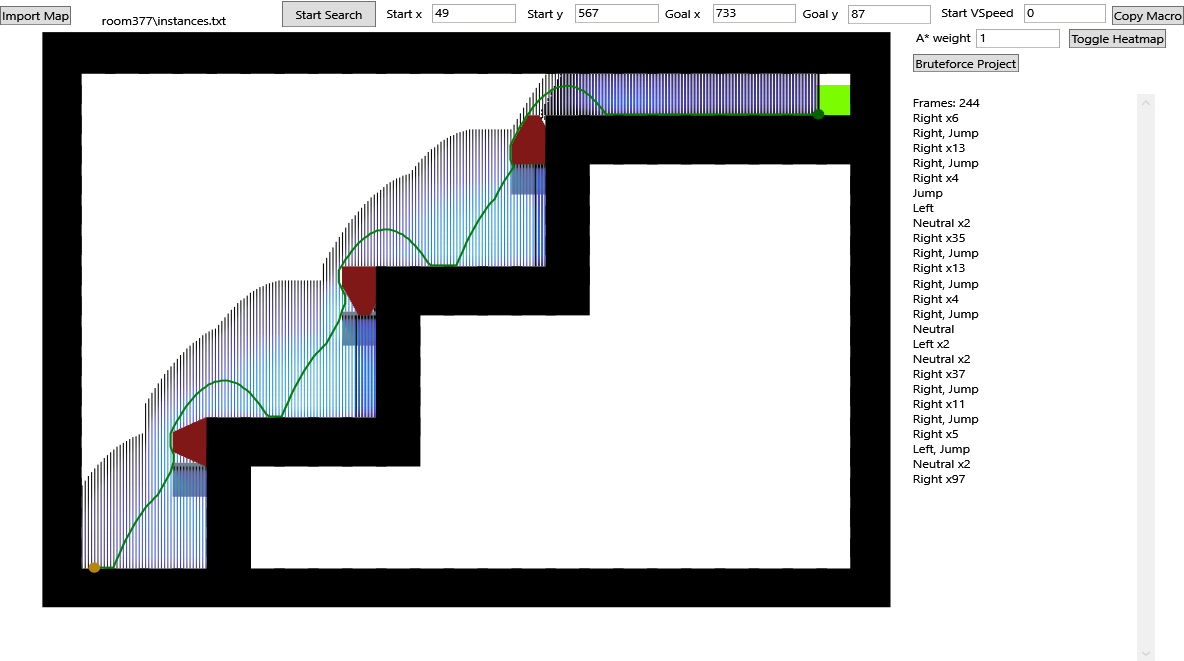 Import Map room377\instances.txt Start Search Start x 49 Start y 567 Goal x 733 Goal y 87 Start VSpeed 0 Copy Macro
A* weight 1 Toggle Heatmap
Bruteforce Project
Frames: 244
Right x6
Right, Jump
Right x13
Right, Jump
Right x4
Jump
Left
Neutral x2
Right x35
Right, Jump
Right x13
Right, Jump
Right x4
Right, Jump
Neutral
Left x2
Neutral x2
Right x37
Right, Jump
Right x11
Right, Jump
Right x5
Left, Jump
Neutral x2
Right x97